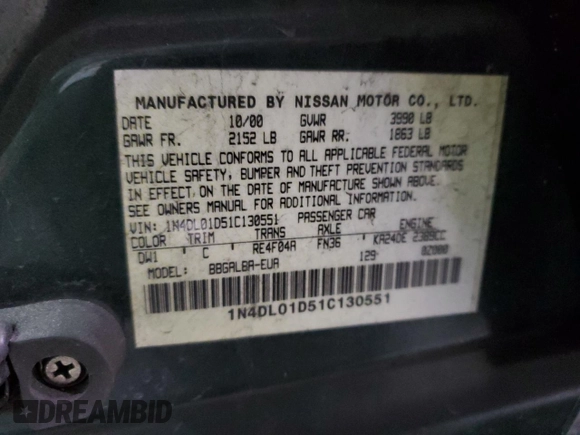 MANUFACTURED BY NISSAN MOTOR CO., LTD.
DATE 10/00 GVWR 3990 LB
GAWR FR. 2152 LB GAWR RR. 1863 LB
THIS VEHICLE CONFORMS TO ALL APPLICABLE FEDERAL MOTOR
VEHICLE SAFETY, BUMPER AND THEFT PREVENTION STANDARDS
IN EFFECT ON THE DATE OF MANUFACTURE SHOWN ABOVE.
SEE OWNERS MANUAL FOR ADDITIONAL INFORMATION.
VIN: 1N4DL01D51C130551 PASSENGER CAR
COLOR TRIM TRANS AXLE ENGINE
DW1 C RE4F04A FN36 KA24DE 2389CC
MODEL: BBGALBA-EUA 129 02000
1N4DL01D51C130551
DREAMBID